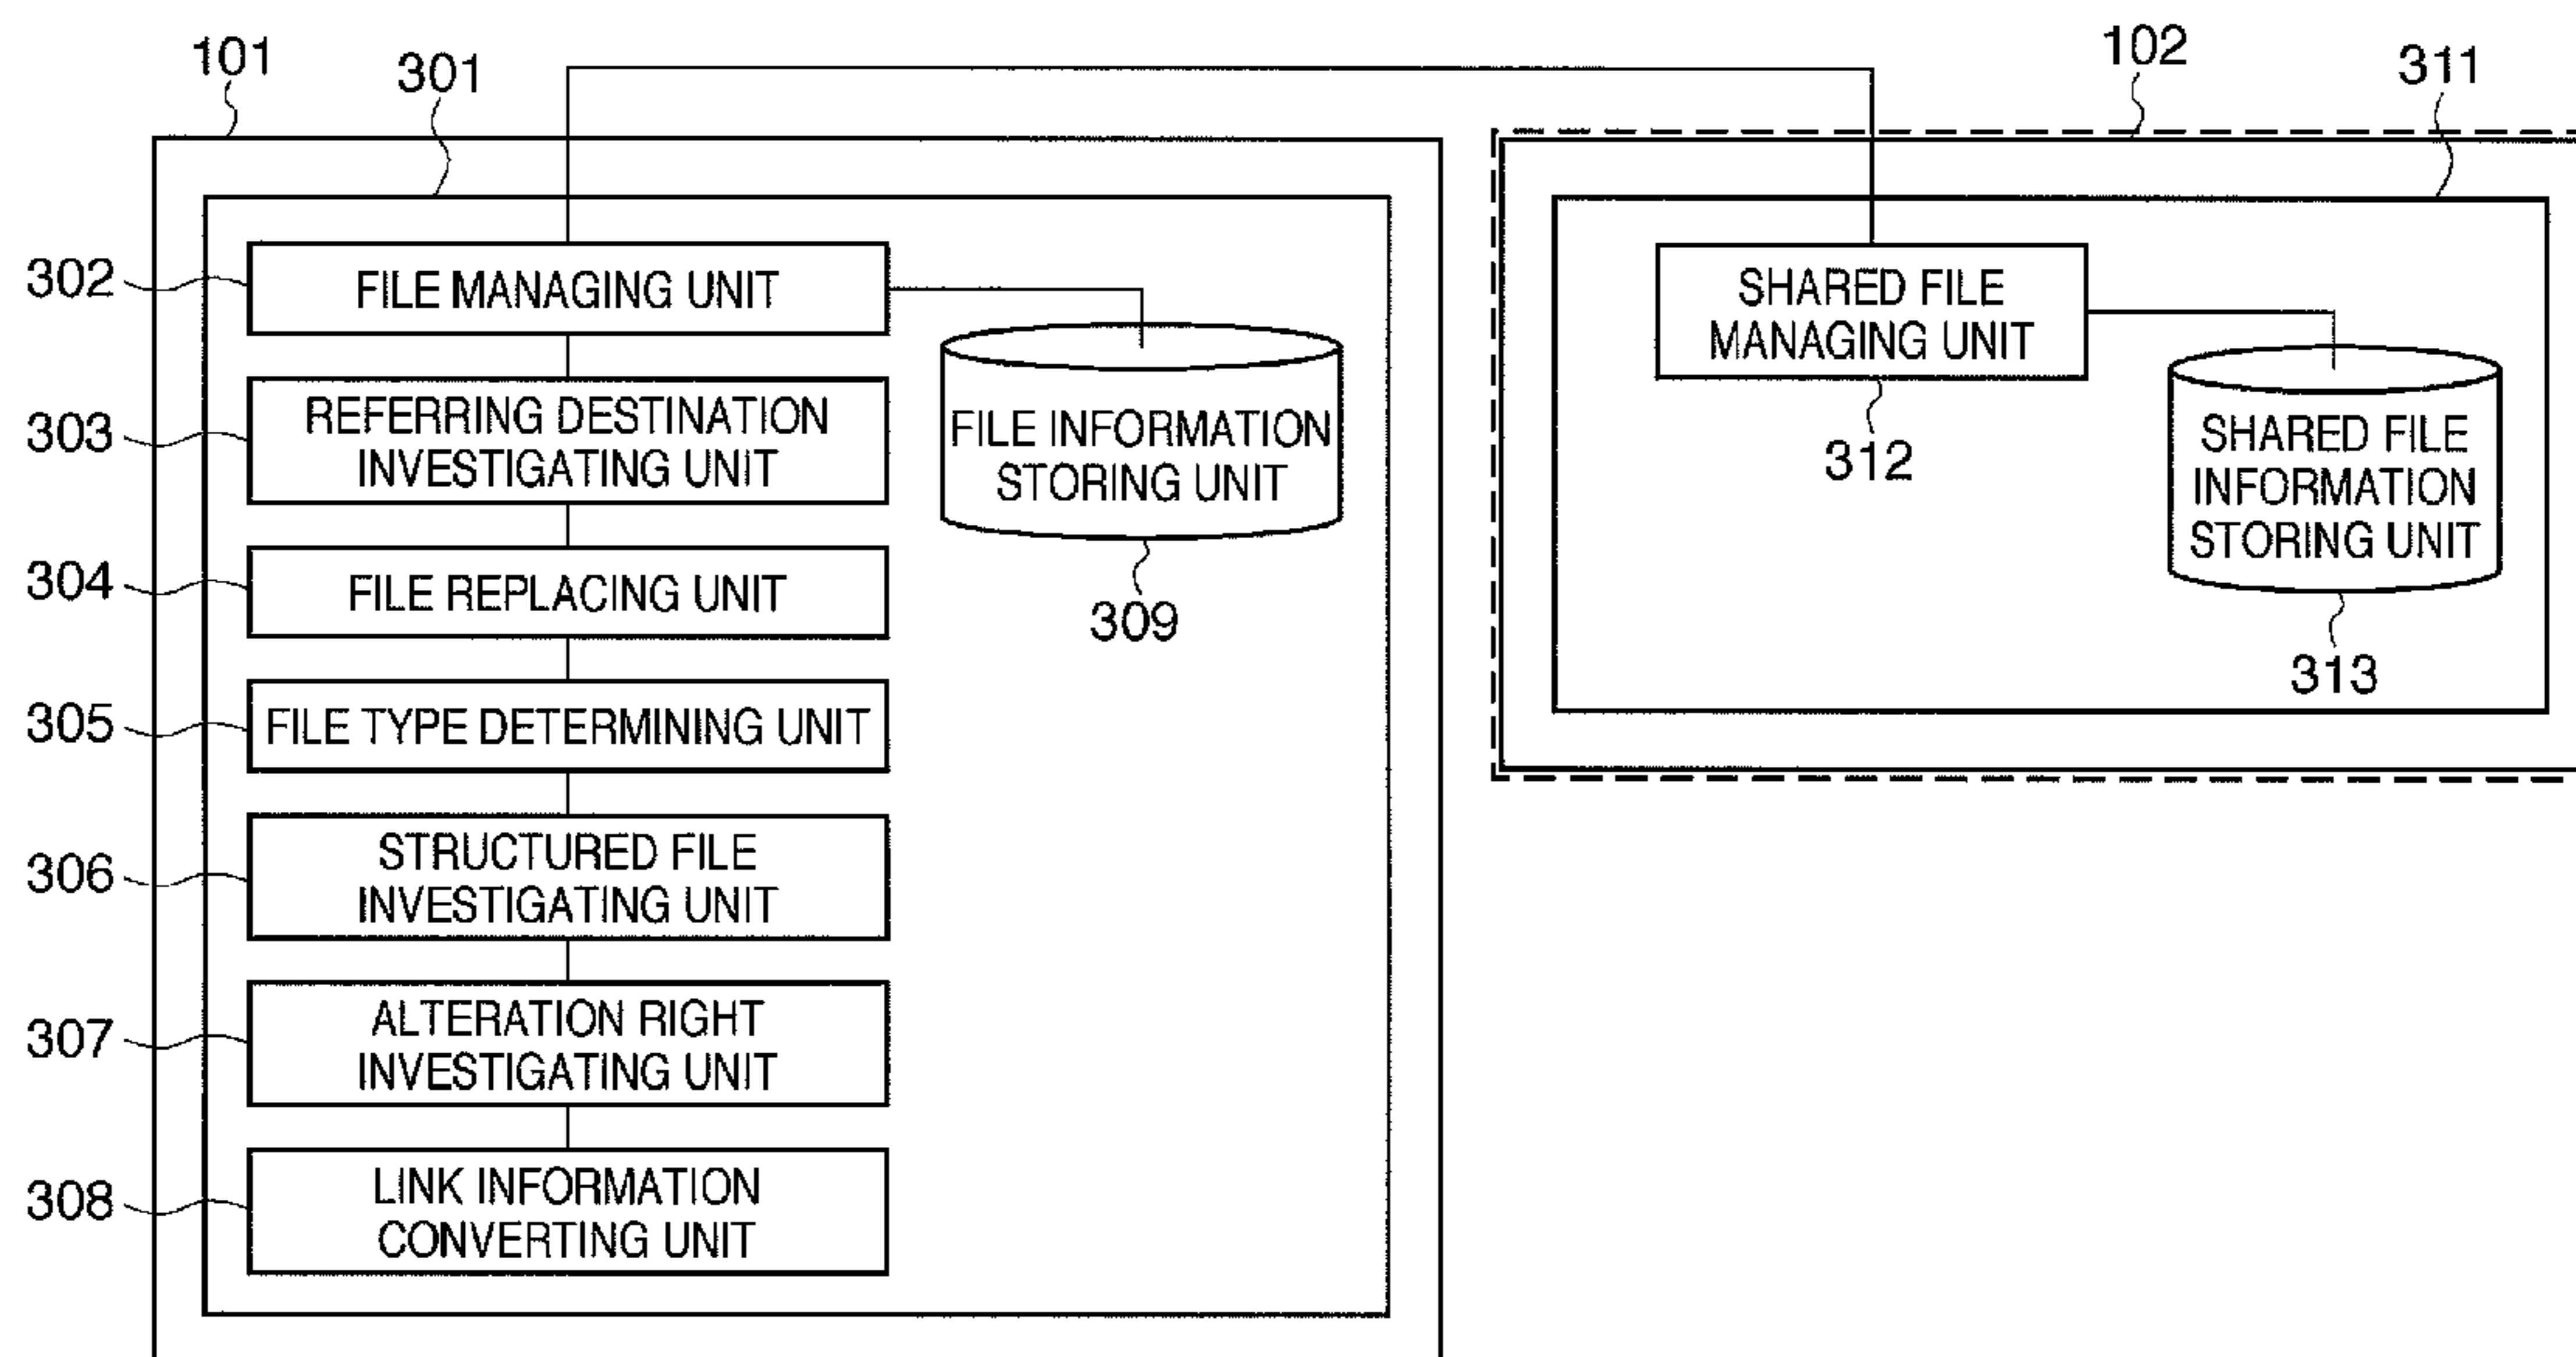 101
301
102
311
302
FILE MANAGING UNIT
303
REFERRING DESTINATION
INVESTIGATING UNIT
304
FILE REPLACING UNIT
305
FILE TYPE DETERMINING UNIT
306
STRUCTURED FILE
INVESTIGATING UNIT
307
ALTERATION RIGHT
INVESTIGATING UNIT
308
LINK INFORMATION
CONVERTING UNIT
FILE INFORMATION
STORING UNIT
309
SHARED FILE
MANAGING UNIT
312
SHARED FILE
INFORMATION
STORING UNIT
313